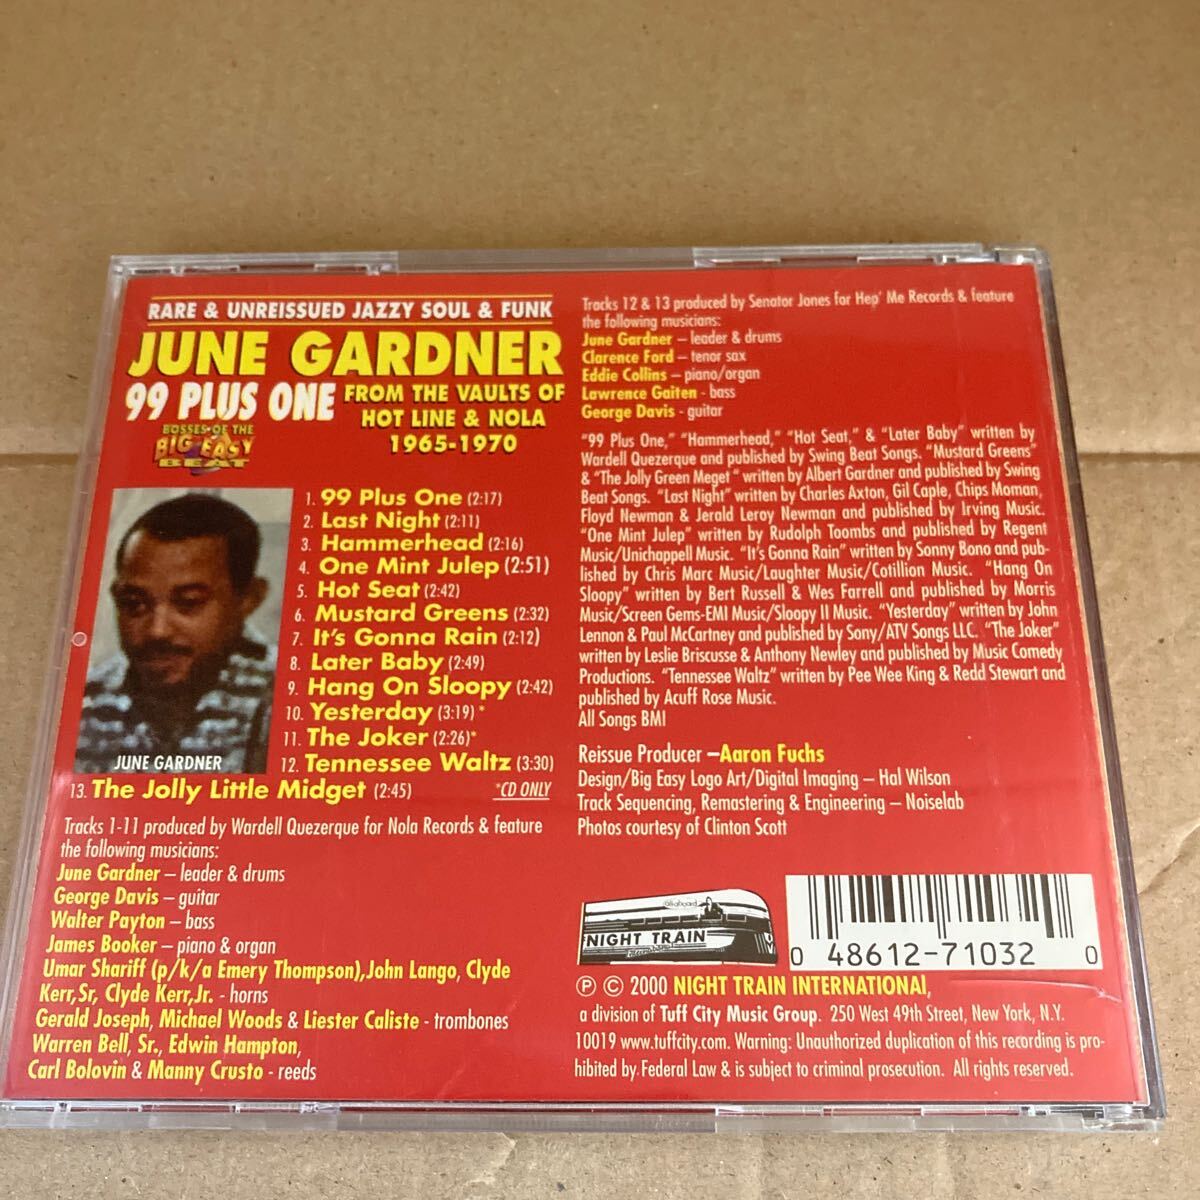 RARE & UNREISSUED JAZZY SOUL & FUNK
JUNE GARDNER
99 PLUS ONE
FROM THE VAULTS OF
HOT LINE & NOLA
1965-1970
BOSSES OF THE
BIG EASY
BEAT
1. 99 Plus One (2:17)
2. Last Night (2:11)
3. Hammerhead (2:16)
4. One Mint Julep (2:51)
5. Hot Seat (2:42)
6. Mustard Greens (2:32)
7. It's Gonna Rain (2:12)
8. Later Baby (2:49)
9. Hang On Sloopy (2:42)
10. Yesterday (3:19) *
11. The Joker (2:26)*
12. Tennessee Waltz (3:30)
13. The Jolly Little Midget (2:45)
*CD ONLY
JUNE GARDNER
Tracks 1-11 produced by Wardell Quezerque for Nola Records & feature
the following musicians:
June Gardner – leader & drums
George Davis – guitar
Walter Payton – bass
James Booker – piano & organ
Umar Shariff (p/k/a Emery Thompson),John Lango, Clyde
Kerr,Sr, Clyde Kerr,Jr. - horns
Gerald Joseph, Michael Woods & Liester Caliste - trombones
Warren Bell, Sr., Edwin Hampton,
Carl Bolovin & Manny Crusto - reeds
Tracks 12 & 13 produced by Senator Jones for Hep' Me Records & feature
the following musicians:
June Gardner – leader & drums
Clarence Ford – tenor sax
Eddie Collins – piano/organ
Lawrence Gaiten - bass
George Davis - guitar
"99 Plus One," "Hammerhead," "Hot Seat," & "Later Baby" written by
Wardell Quezerque and published by Swing Beat Songs. "Mustard Greens"
& "The Jolly Green Meget" written by Albert Gardner and published by Swing
Beat Songs. "Last Night" written by Charles Axton, Gil Caple, Chips Moman,
Floyd Newman & Jerald Leroy Newman and published by Irving Music.
"One Mint Julep" written by Rudolph Toombs and published by Regent
Music/Unichappell Music. "It's Gonna Rain" written by Sonny Bono and pub-
lished by Chris Marc Music/Laughter Music/Cotillion Music. "Hang On
Sloopy" written by Bert Russell & Wes Farrell and published by Morris
Music/Screen Gems-EMI Music/Sloopy II Music. "Yesterday" written by John
Lennon & Paul McCartney and published by Sony/ATV Songs LLC. "The Joker"
written by Leslie Briscusse & Anthony Newley and published by Music Comedy
Productions. "Tennessee Waltz" written by Pee Wee King & Redd Stewart and
published by Acuff Rose Music.
All Songs BMI
Reissue Producer –Aaron Fuchs
Design/Big Easy Logo Art/Digital Imaging – Hal Wilson
Track Sequencing, Remastering & Engineering – Noiselab
Photos courtesy of Clinton Scott
all aboard
NIGHT TRAIN
International
0 48612-71032 0
Ⓟ © 2000 NIGHT TRAIN INTERNATIONAL,
a division of Tuff City Music Group. 250 West 49th Street, New York, N.Y.
10019 www.tuffcity.com. Warning: Unauthorized duplication of this recording is pro-
hibited by Federal Law & is subject to criminal prosecution. All rights reserved.